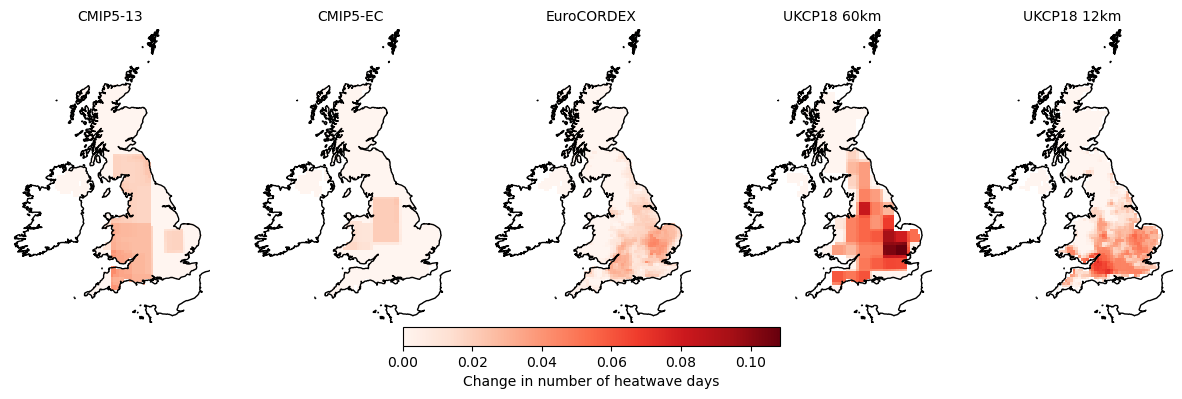 CMIP5-13 CMIP5-EC EuroCORDEX UKCP18 60km UKCP18 12km
0.00 0.02 0.04 0.06 0.08 0.10
Change in number of heatwave days